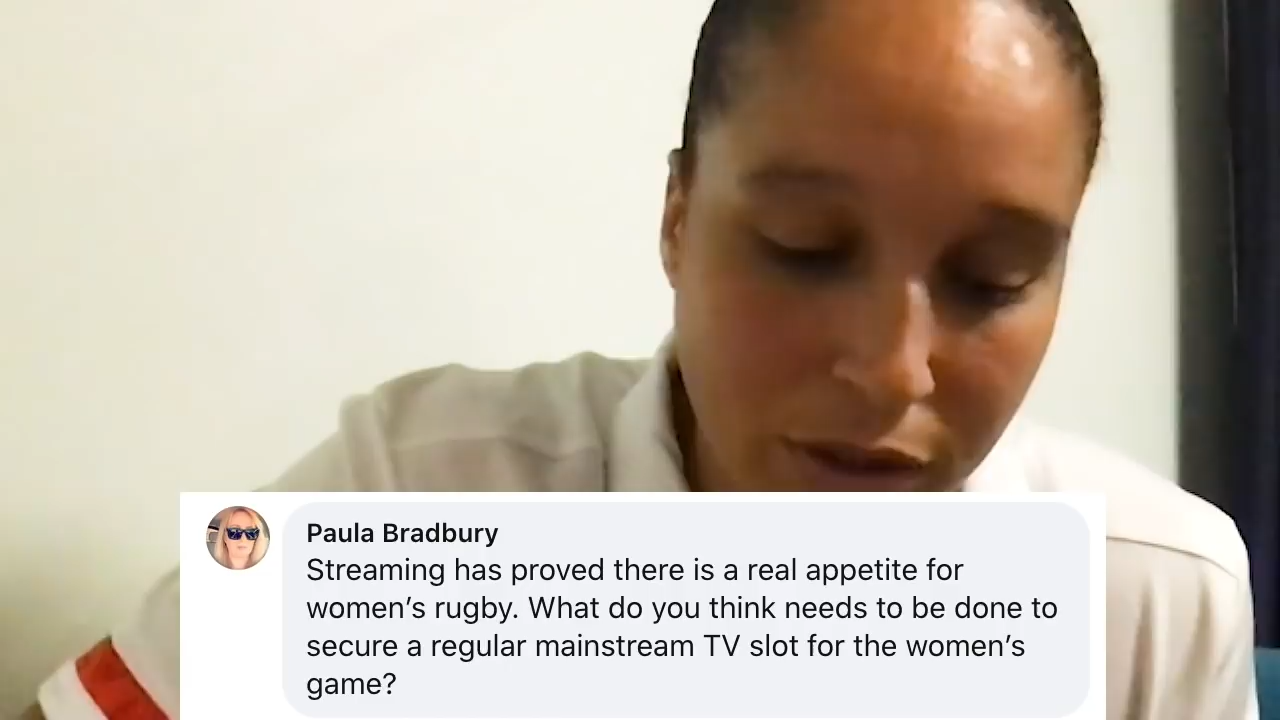 Paula Bradbury
Streaming has proved there is a real appetite for
women’s rugby. What do you think needs to be done to
secure a regular mainstream TV slot for the women’s
game?